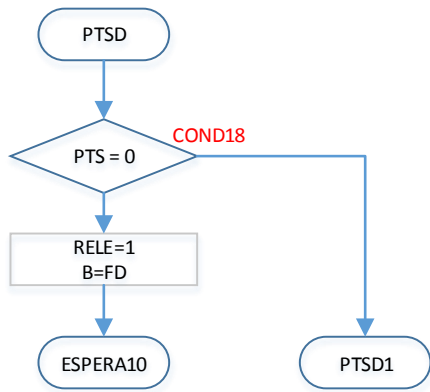 PTSD
COND18
PTS = 0
RELE=1
B=FD
ESPERA10
PTSD1